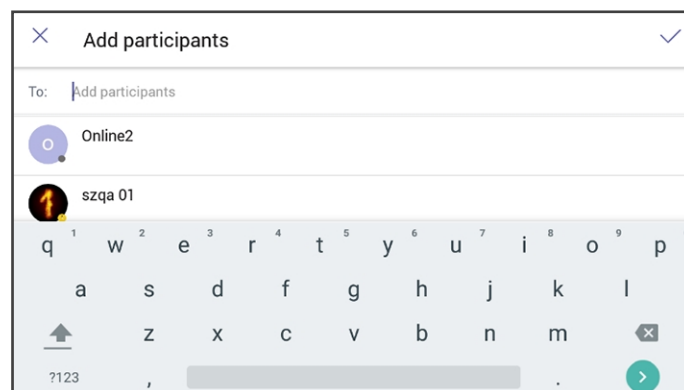 Add participants
To: Add participants
O Online2
szqa 01
q 1 w 2 e 3 r 4 t 5 y 6 u 7 i 8 o 9 p
a s d f g h j k l
z x c v b n m
?123 , .